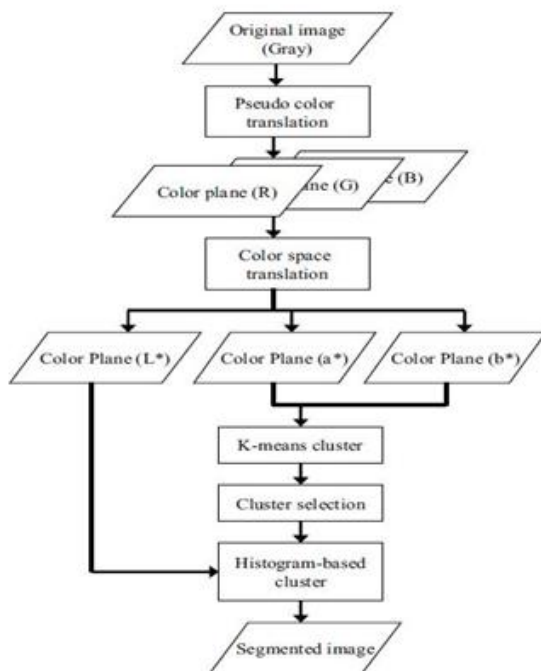 Original image
(Gray)
Pseudo color
translation
Color plane (R)
ane (G)
e (B)
Color space
translation
Color Plane (L*)
Color Plane (a*)
Color Plane (b*)
K-means cluster
Cluster selection
Histogram-based
cluster
Segmented image